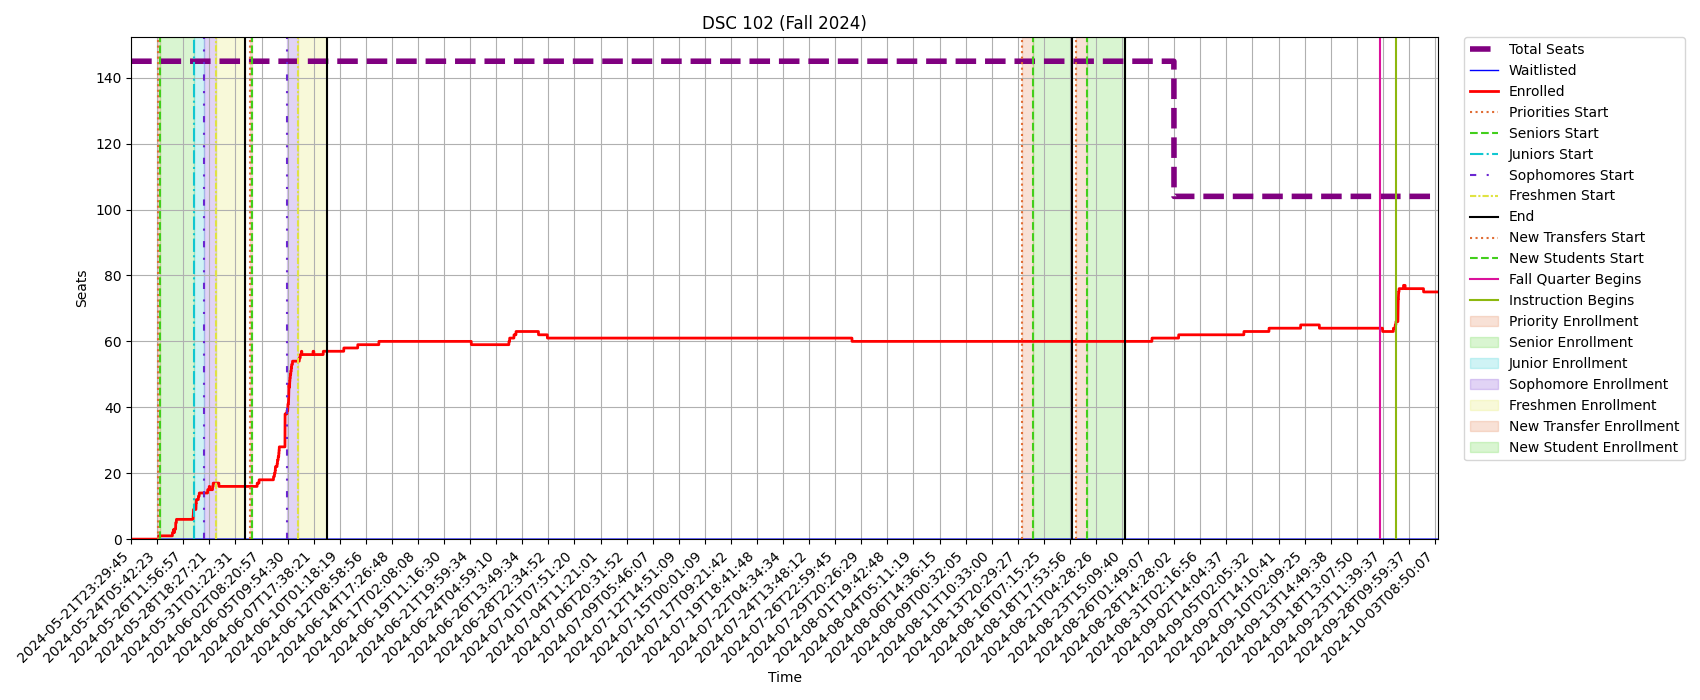 DSC 102 (Fall 2024)
Seats
140
120
100
80
60
40
20
0
2024-05-21T23:29:45
2024-05-24T05:42:23
2024-05-26T11:56:57
2024-05-28T18:27:21
2024-05-31T01:22:31
2024-06-02T08:20:57
2024-06-05T09:54:30
2024-06-07T17:38:21
2024-06-10T01:18:19
2024-06-12T08:58:56
2024-06-14T17:26:48
2024-06-17T02:08:08
2024-06-19T11:16:30
2024-06-21T19:59:34
2024-06-24T04:59:10
2024-06-26T13:49:34
2024-06-28T22:34:52
2024-07-01T07:51:20
2024-07-04T11:21:01
2024-07-06T20:31:52
2024-07-09T05:46:07
2024-07-12T14:51:09
2024-07-15T00:01:09
2024-07-17T09:21:42
2024-07-19T18:41:48
2024-07-22T04:34:34
2024-07-24T13:48:12
2024-07-26T22:59:45
2024-07-29T20:26:29
2024-08-01T19:42:48
2024-08-04T05:11:19
2024-08-06T14:36:15
2024-08-09T00:32:05
2024-08-11T10:33:00
2024-08-13T20:29:27
2024-08-16T07:15:25
2024-08-18T17:53:56
2024-08-21T04:28:26
2024-08-23T15:09:40
2024-08-26T01:49:07
2024-08-28T14:28:02
2024-08-31T02:16:56
2024-09-02T14:04:37
2024-09-05T02:05:32
2024-09-07T14:10:41
2024-09-10T02:09:25
2024-09-13T14:49:38
2024-09-18T13:07:50
2024-09-23T11:39:37
2024-09-28T09:59:37
2024-10-03T08:50:07
Time
Total Seats
Waitlisted
Enrolled
Priorities Start
Seniors Start
Juniors Start
Sophomores Start
Freshmen Start
End
New Transfers Start
New Students Start
Fall Quarter Begins
Instruction Begins
Priority Enrollment
Senior Enrollment
Junior Enrollment
Sophomore Enrollment
Freshmen Enrollment
New Transfer Enrollment
New Student Enrollment